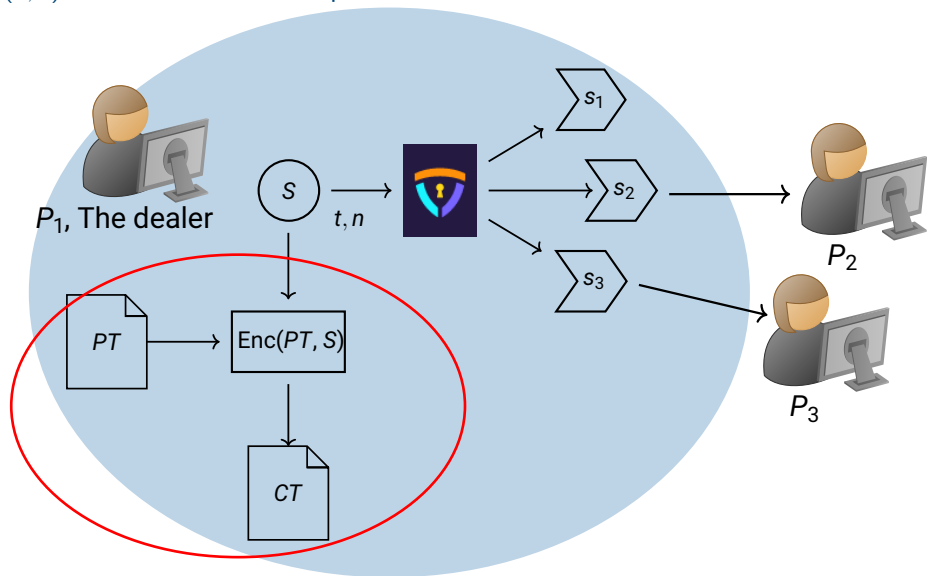 s₁
S
s₂
t, n
P₁, The dealer
P₂
s₃
PT
Enc(PT, S)
P₃
CT